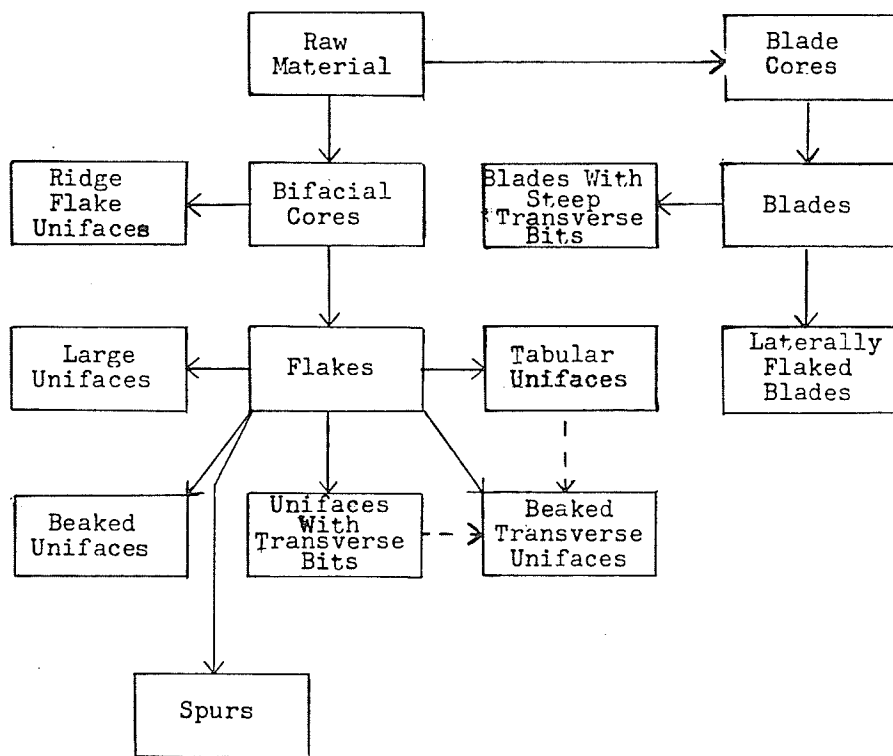 Raw
Material
Blade
Cores
Ridge
Flake
Unifaces
Bifacial
Cores
Blades With
Steep
Transverse
Bits
Blades
Large
Unifaces
Flakes
Tabular
Unifaces
Laterally
Flaked
Blades
Beaked
Unifaces
Unifaces
With
Transverse
Bits
Beaked
Transverse
Unifaces
Spurs